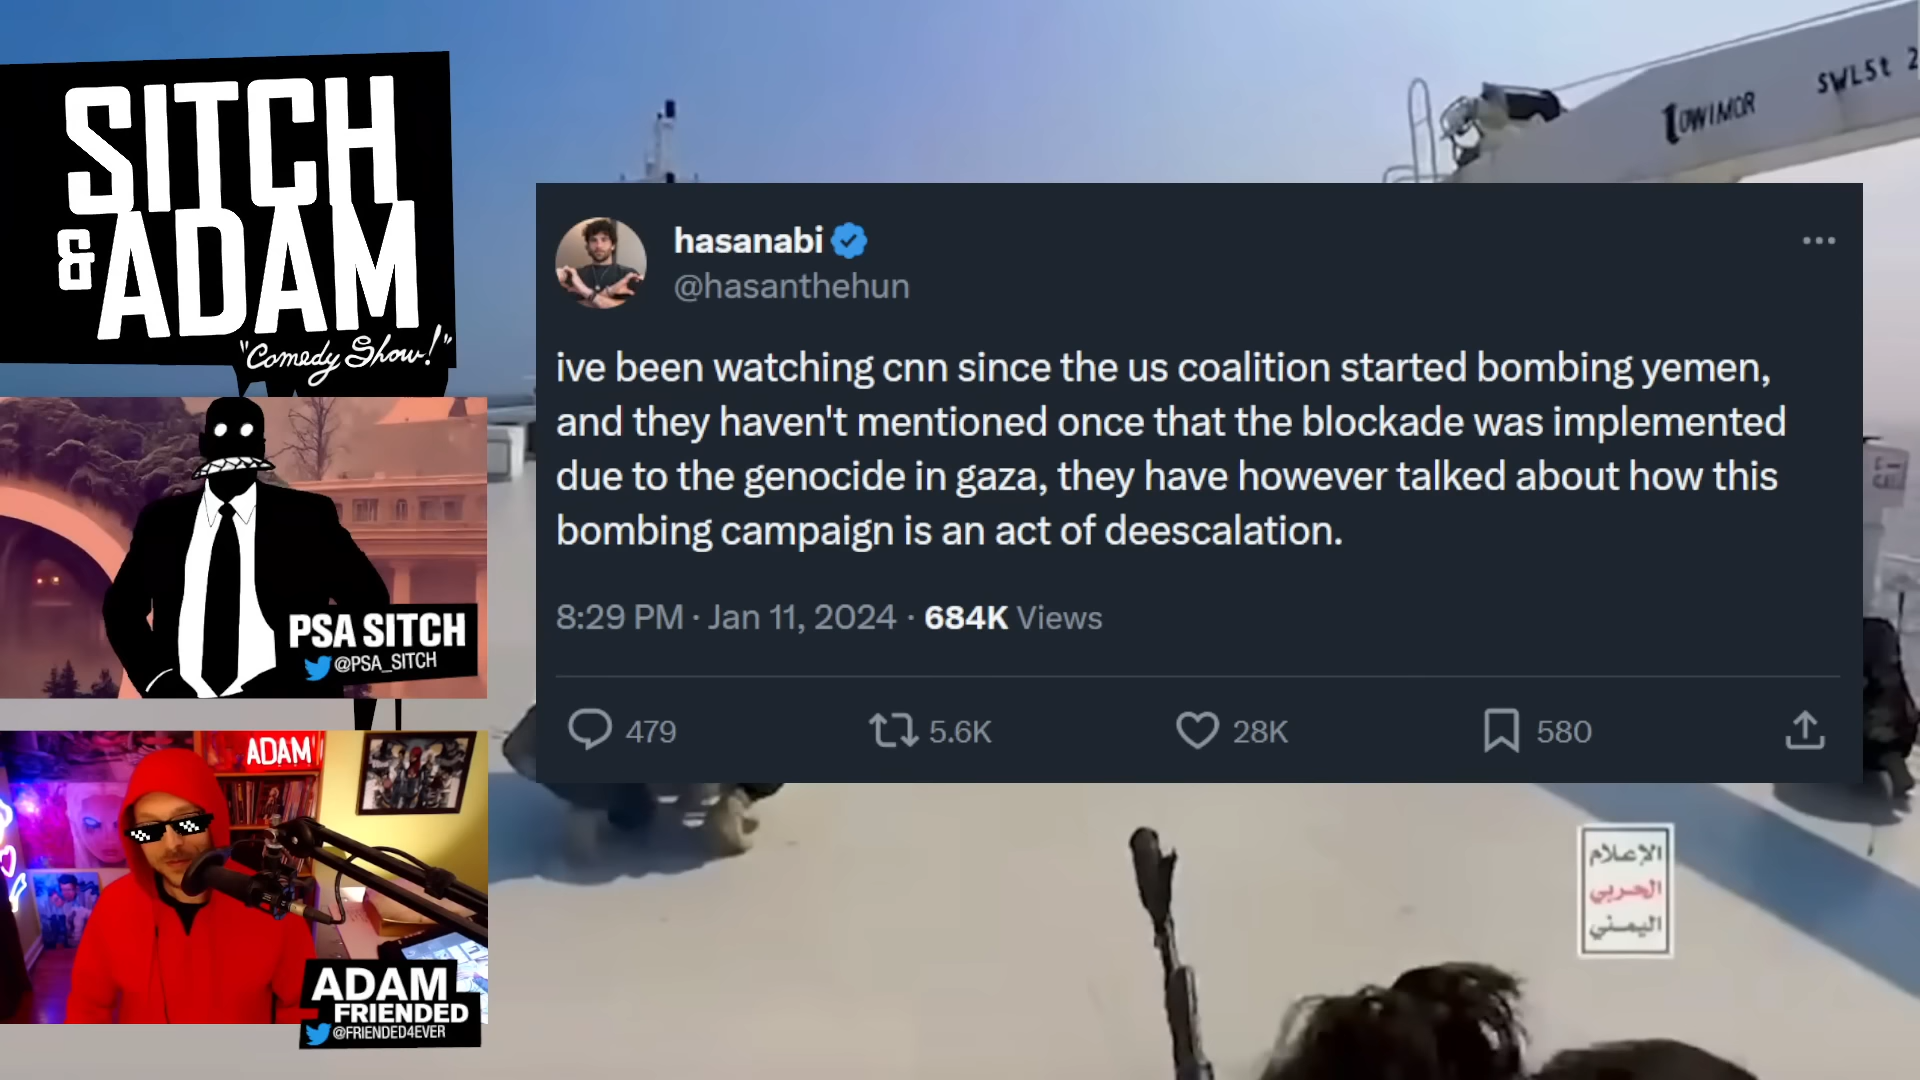 SITCH
& ADAM
"Comedy Show!"
PSA SITCH
@PSA_SITCH
ADAM
ADAM
FRIENDED
@FRIENDED4EVER
hasanabi
@hasanthehun
ive been watching cnn since the us coalition started bombing yemen,
and they haven't mentioned once that the blockade was implemented
due to the genocide in gaza, they have however talked about how this
bombing campaign is an act of deescalation.
8:29 PM · Jan 11, 2024 · 684K Views
479 5.6K 28K 580
TOWIMOR SWL5t 2
الإعلام
الحربي
اليمني